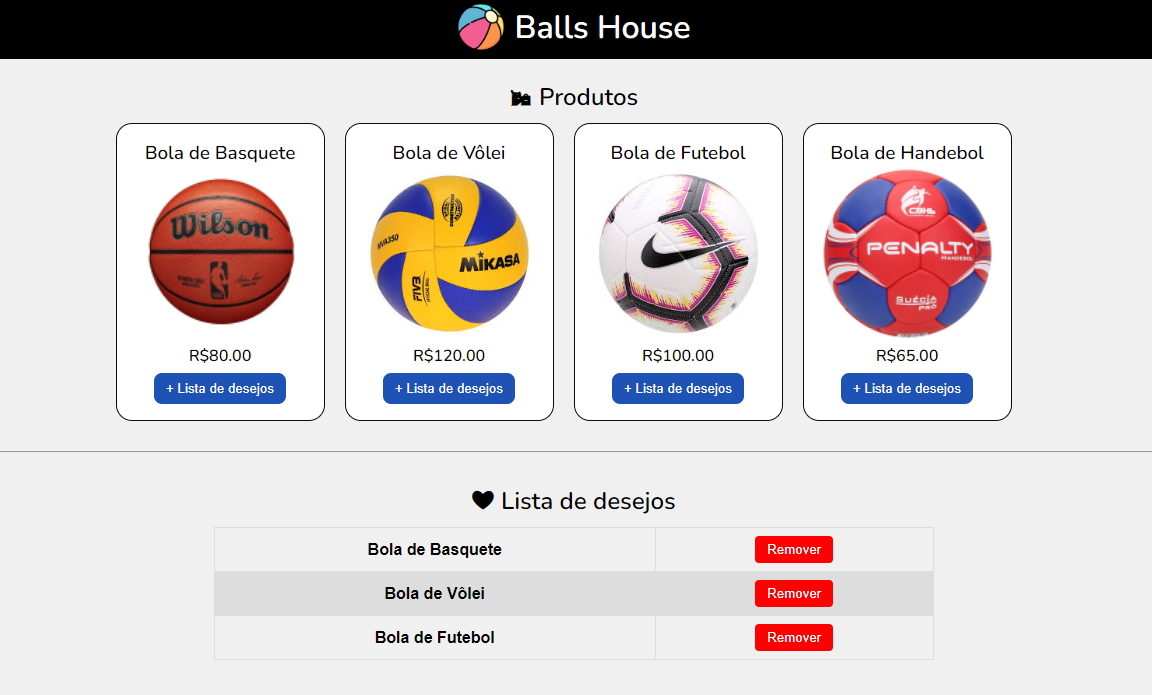 Balls House
Produtos
Bola de Basquete
Wilson
R$80.00
+ Lista de desejos
Bola de Vôlei
MVA350
MIKASA
FIVB
R$120.00
+ Lista de desejos
Bola de Futebol
R$100.00
+ Lista de desejos
Bola de Handebol
PENALTY
HANDEBOL
SUÉCIA
PRO
R$65.00
+ Lista de desejos
Lista de desejos
Bola de Basquete Remover
Bola de Vôlei Remover
Bola de Futebol Remover